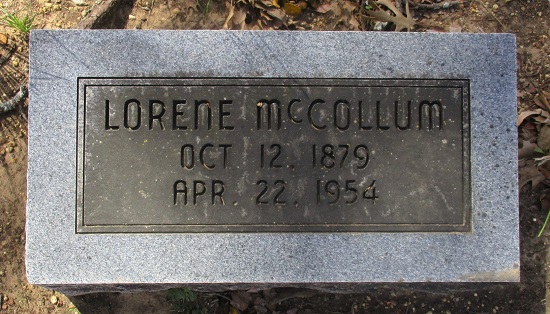 LORENE McCOLLUM
OCT. 12. 1879
APR. 22. 1954